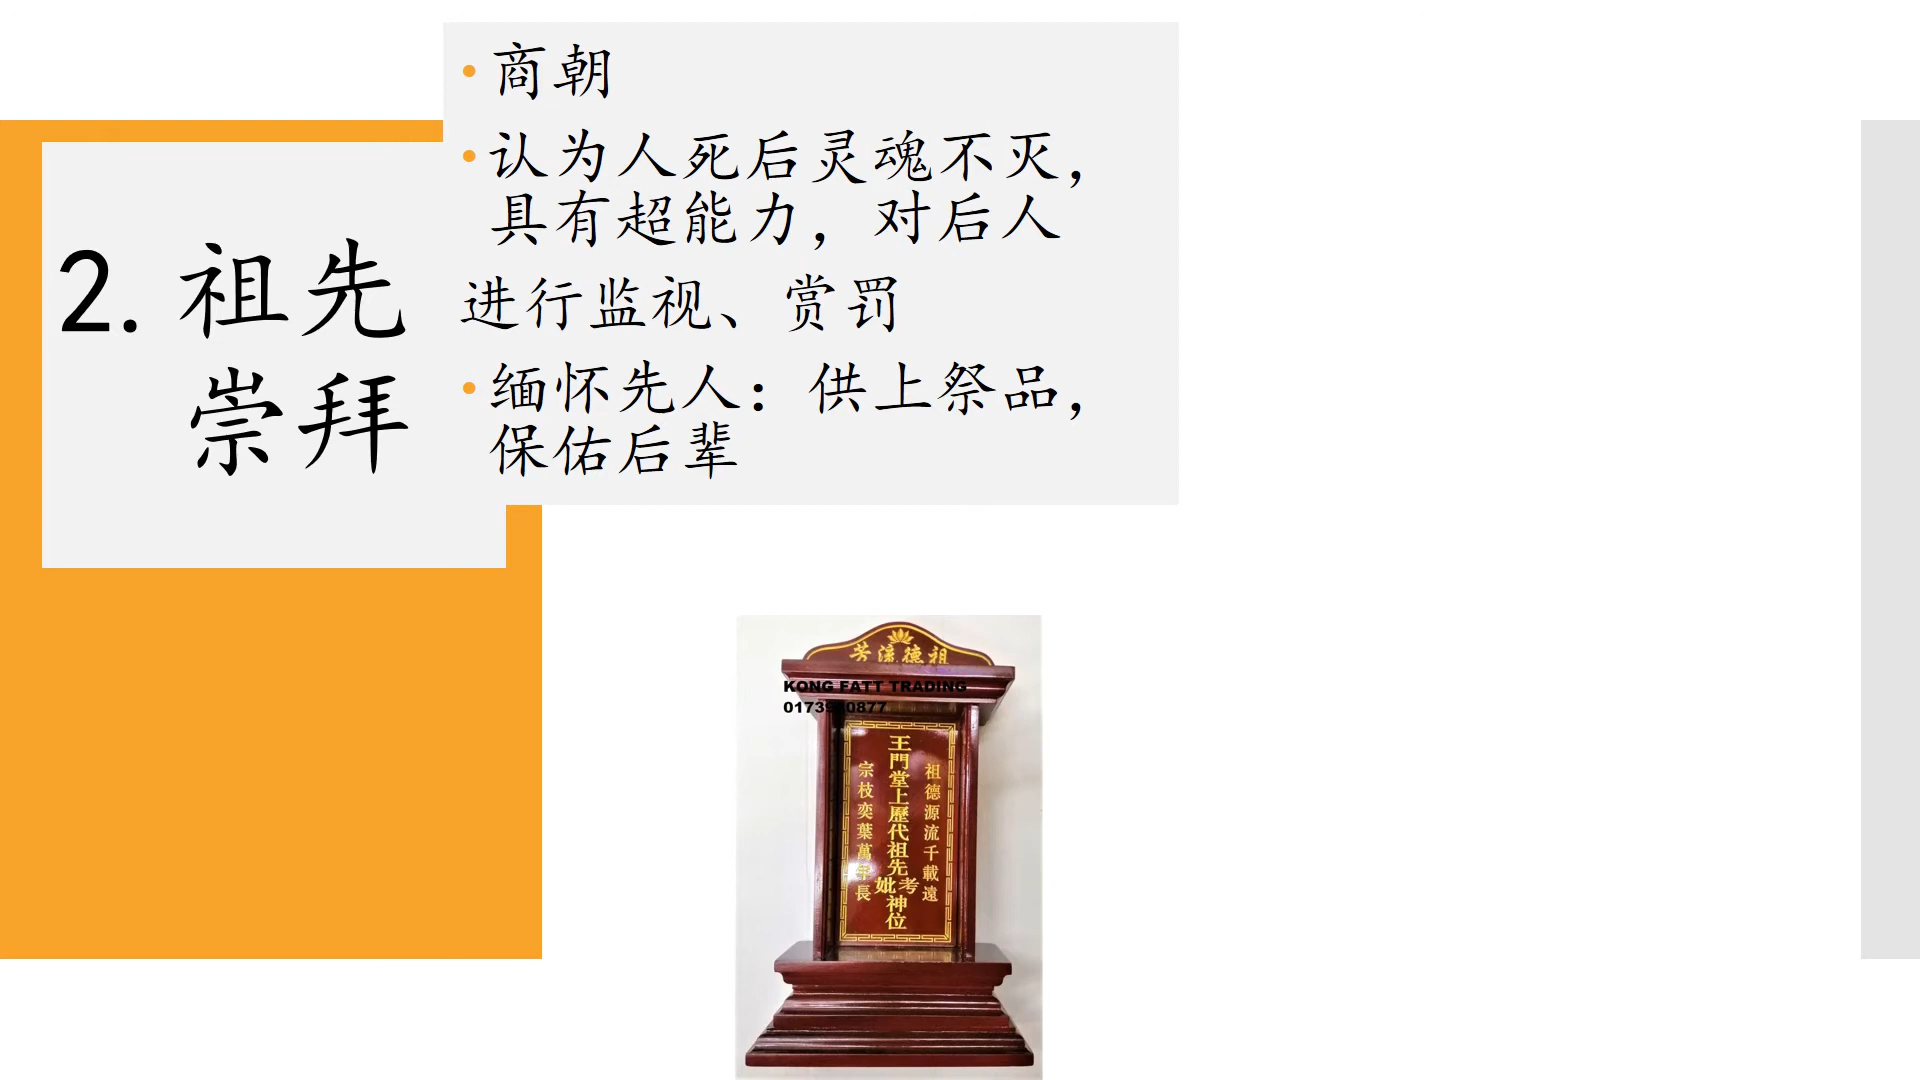 2. 祖先
崇拜
• 商朝
• 认为人死后灵魂不灭，
具有超能力，对后人
进行监视、赏罚
• 缅怀先人：供上祭品，
保佑后辈
芳流德祖
KONG FATT TRADING
祖德源流千載遠
王門堂上歷代祖先考妣神位
宗枝奕葉萬年長